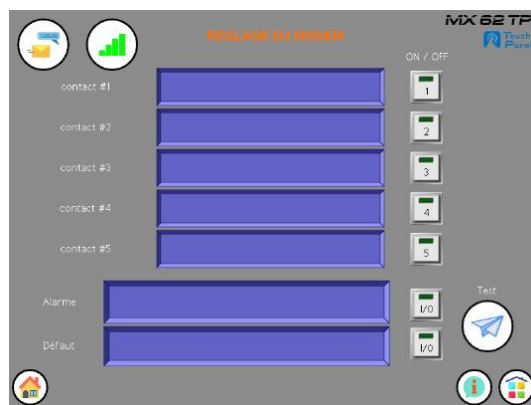 MX 62 TP
REGLAGE DU MODEM
Touch
Panel
ON / OFF
contact #1
1
contact #2
2
contact #3
3
contact #4
4
contact #5
5
Test
Alarme
I/O
Défaut
I/O